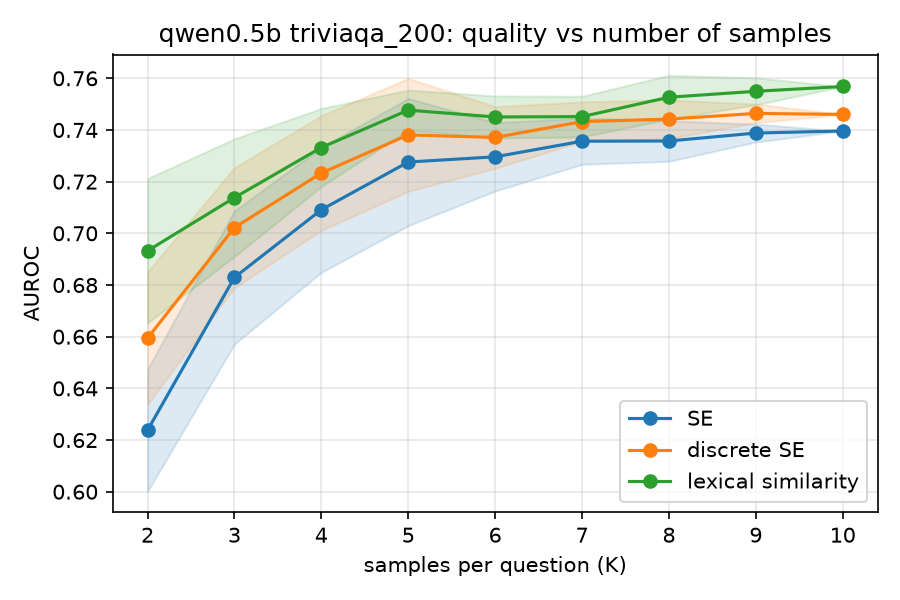 qwen0.5b triviaqa_200: quality vs number of samples
0.76
0.74
0.72
0.70
0.68
0.66
0.64
0.62
0.60
AUROC
SE
discrete SE
lexical similarity
2 3 4 5 6 7 8 9 10
samples per question (K)